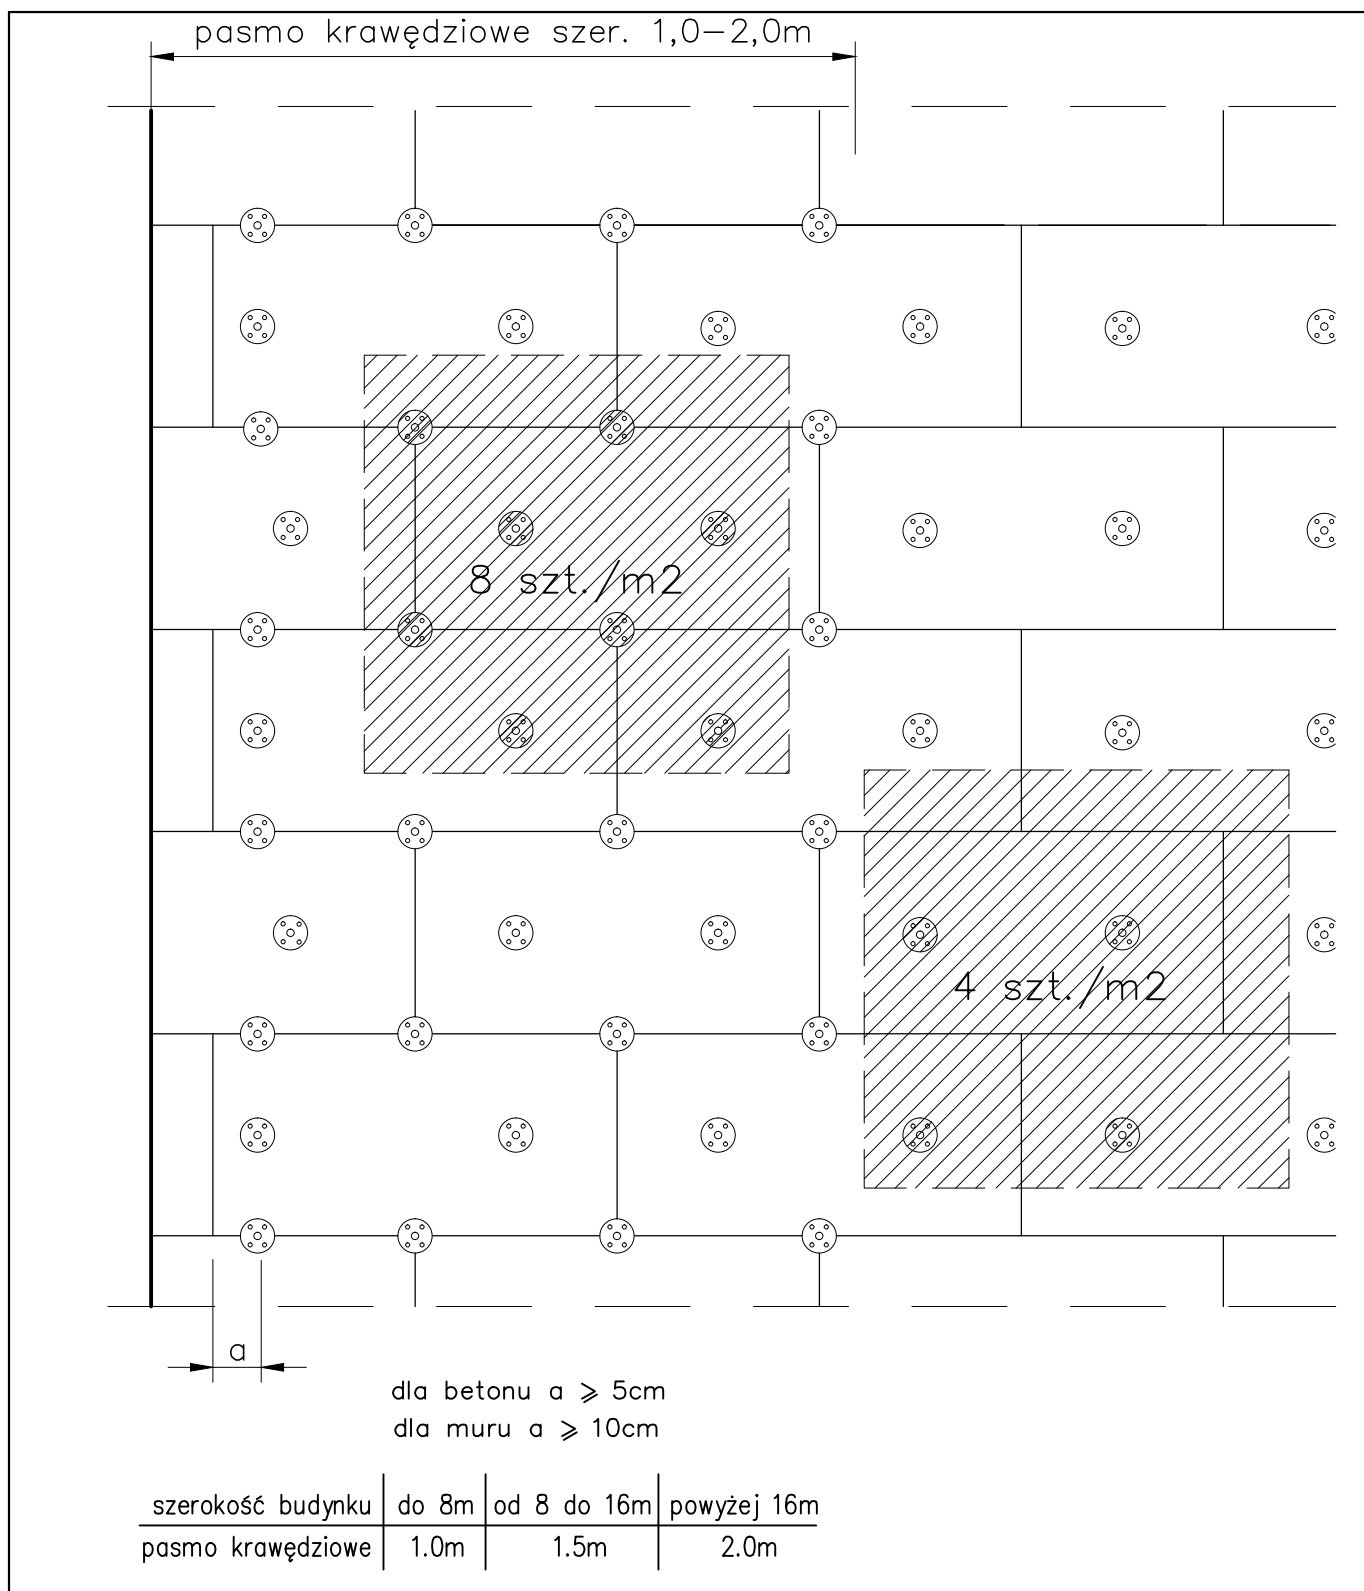 pasmo krawędziowe szer. 1,0–2,0m
8 szt./m2
4 szt./m2
a
dla betonu a ⩾ 5cm
dla muru a ⩾ 10cm
szerokość budynku do 8m od 8 do 16m powyżej 16m
pasmo krawędziowe 1.0m 1.5m 2.0m